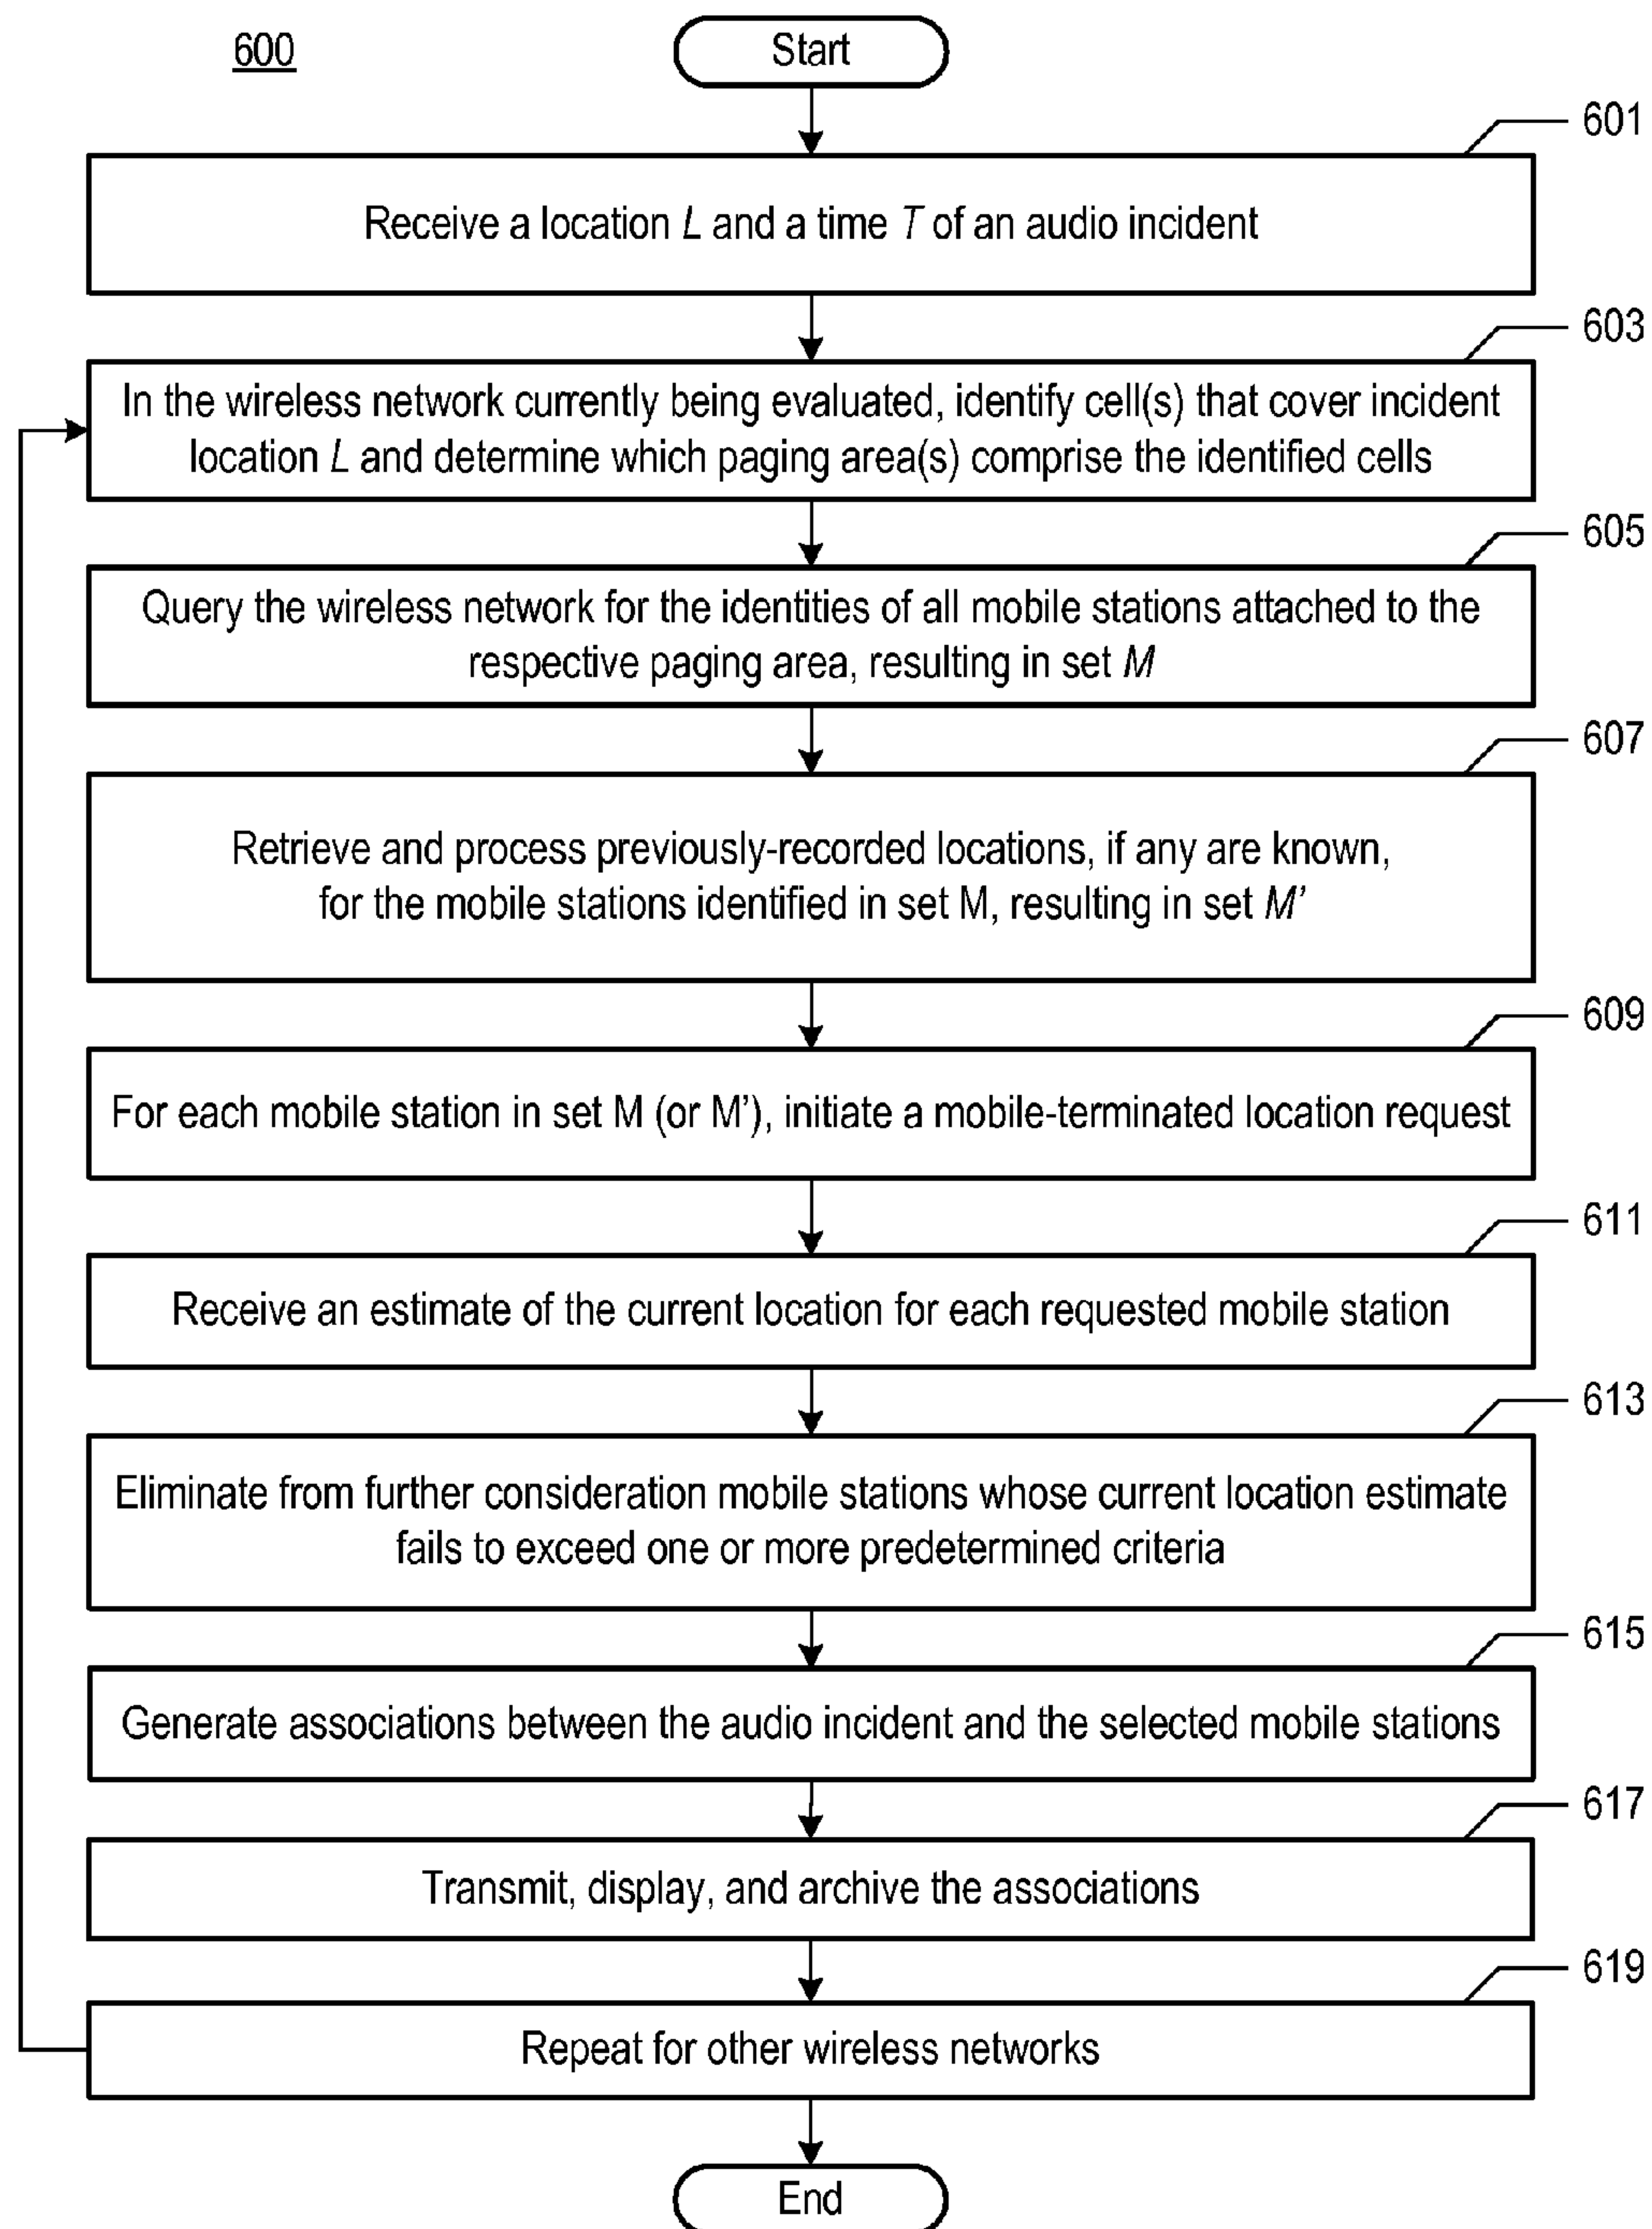 600
Start
601
Receive a location L and a time T of an audio incident
603
In the wireless network currently being evaluated, identify cell(s) that cover incident
location L and determine which paging area(s) comprise the identified cells
605
Query the wireless network for the identities of all mobile stations attached to the
respective paging area, resulting in set M
607
Retrieve and process previously-recorded locations, if any are known,
for the mobile stations identified in set M, resulting in set M'
609
For each mobile station in set M (or M'), initiate a mobile-terminated location request
611
Receive an estimate of the current location for each requested mobile station
613
Eliminate from further consideration mobile stations whose current location estimate
fails to exceed one or more predetermined criteria
615
Generate associations between the audio incident and the selected mobile stations
617
Transmit, display, and archive the associations
619
Repeat for other wireless networks
End